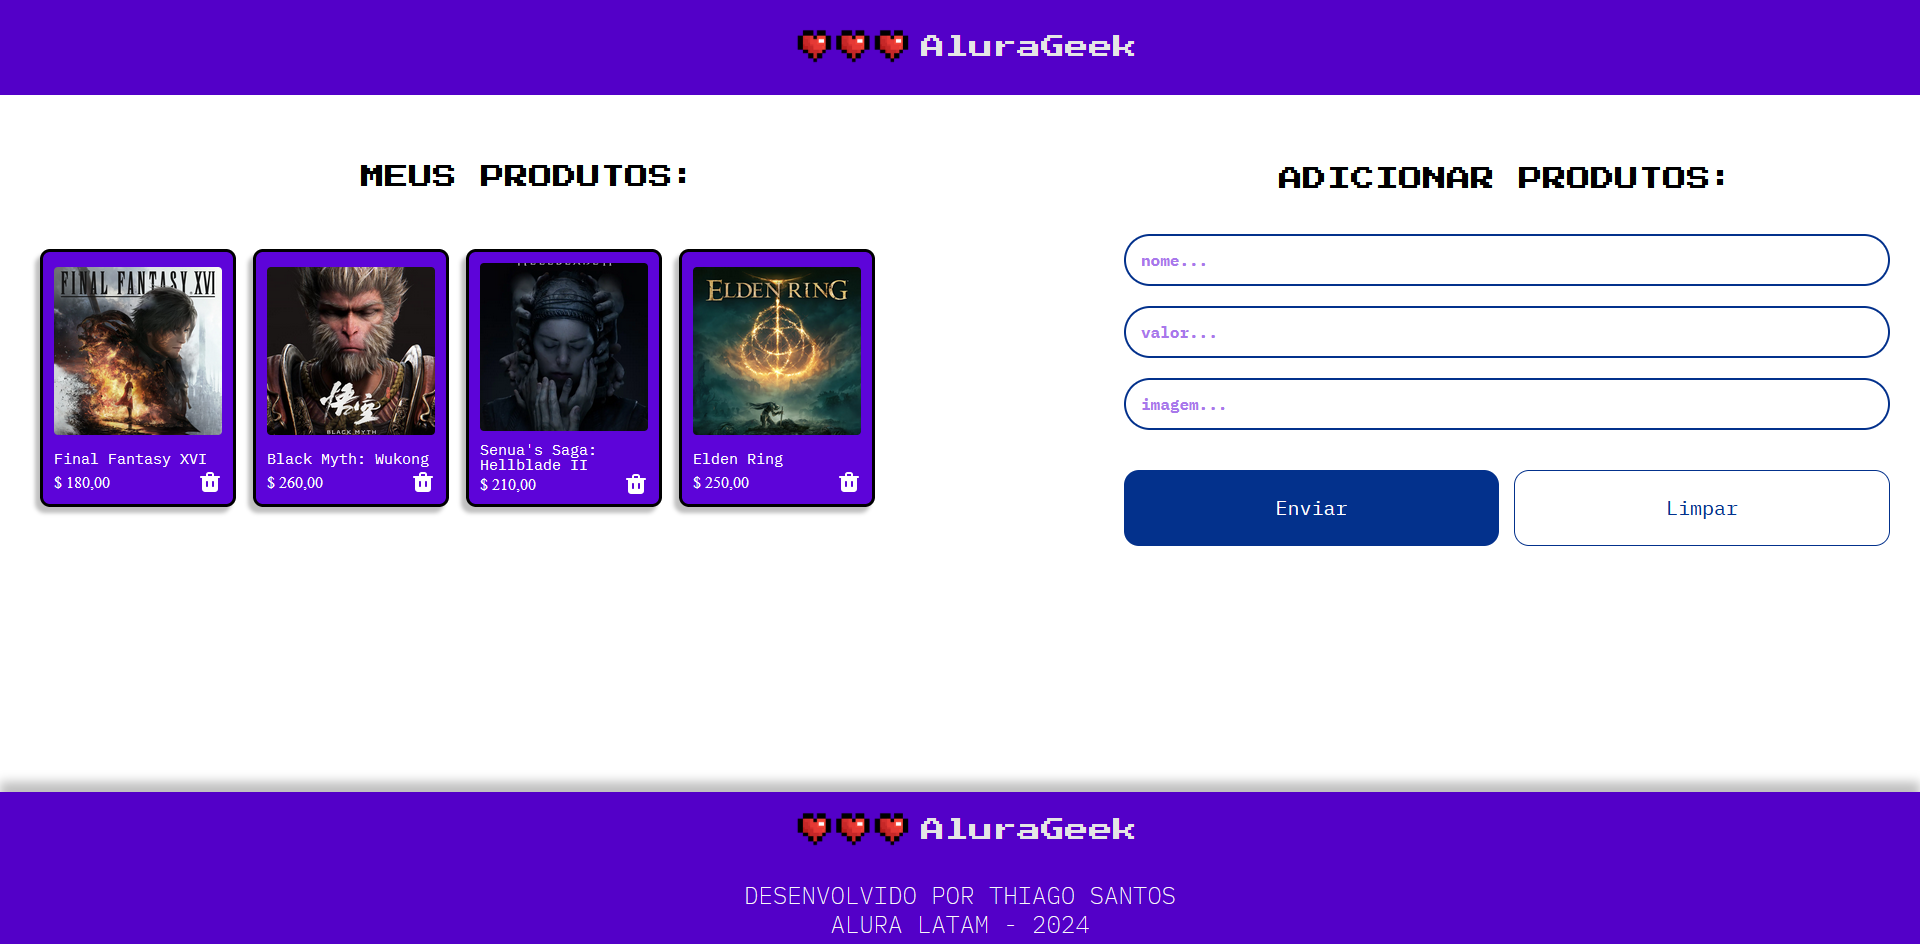 AluraGeek
MEUS PRODUTOS:
FINAL FANTASY XVI
Final Fantasy XVI
$ 180,00
悟空
BLACK MYTH
Black Myth: Wukong
$ 260,00
Senua's Saga:
Hellblade II
$ 210,00
ELDEN RING
Elden Ring
$ 250,00
ADICIONAR PRODUTOS:
nome...
valor...
imagem...
Enviar
Limpar
AluraGeek
DESENVOLVIDO POR THIAGO SANTOS
ALURA LATAM - 2024